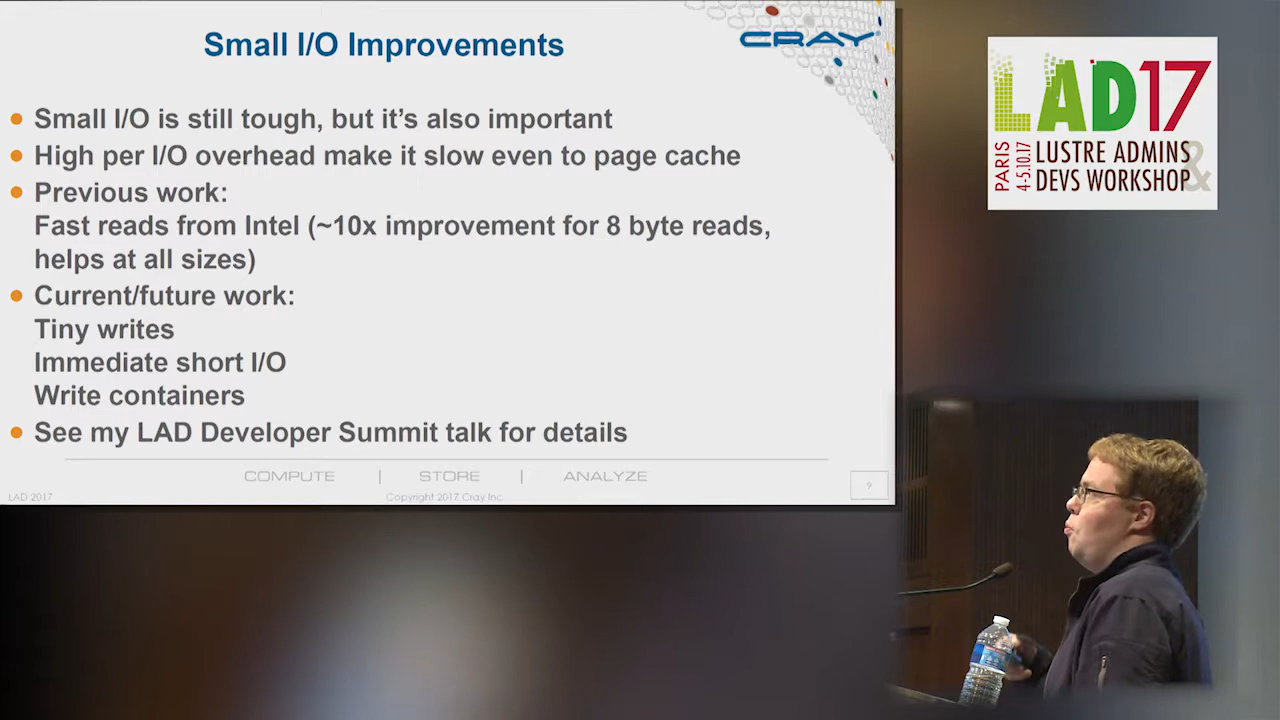 Small I/O Improvements
CRAY
Small I/O is still tough, but it's also important
High per I/O overhead make it slow even to page cache
Previous work:
Fast reads from Intel (~10x improvement for 8 byte reads,
helps at all sizes)
Current/future work:
Tiny writes
Immediate short I/O
Write containers
See my LAD Developer Summit talk for details
COMPUTE | STORE | ANALYZE
LAD 2017
Copyright 2017 Cray Inc.
9
LAD17
PARIS
4-5.10.17
LUSTRE ADMINS
& DEVS WORKSHOP